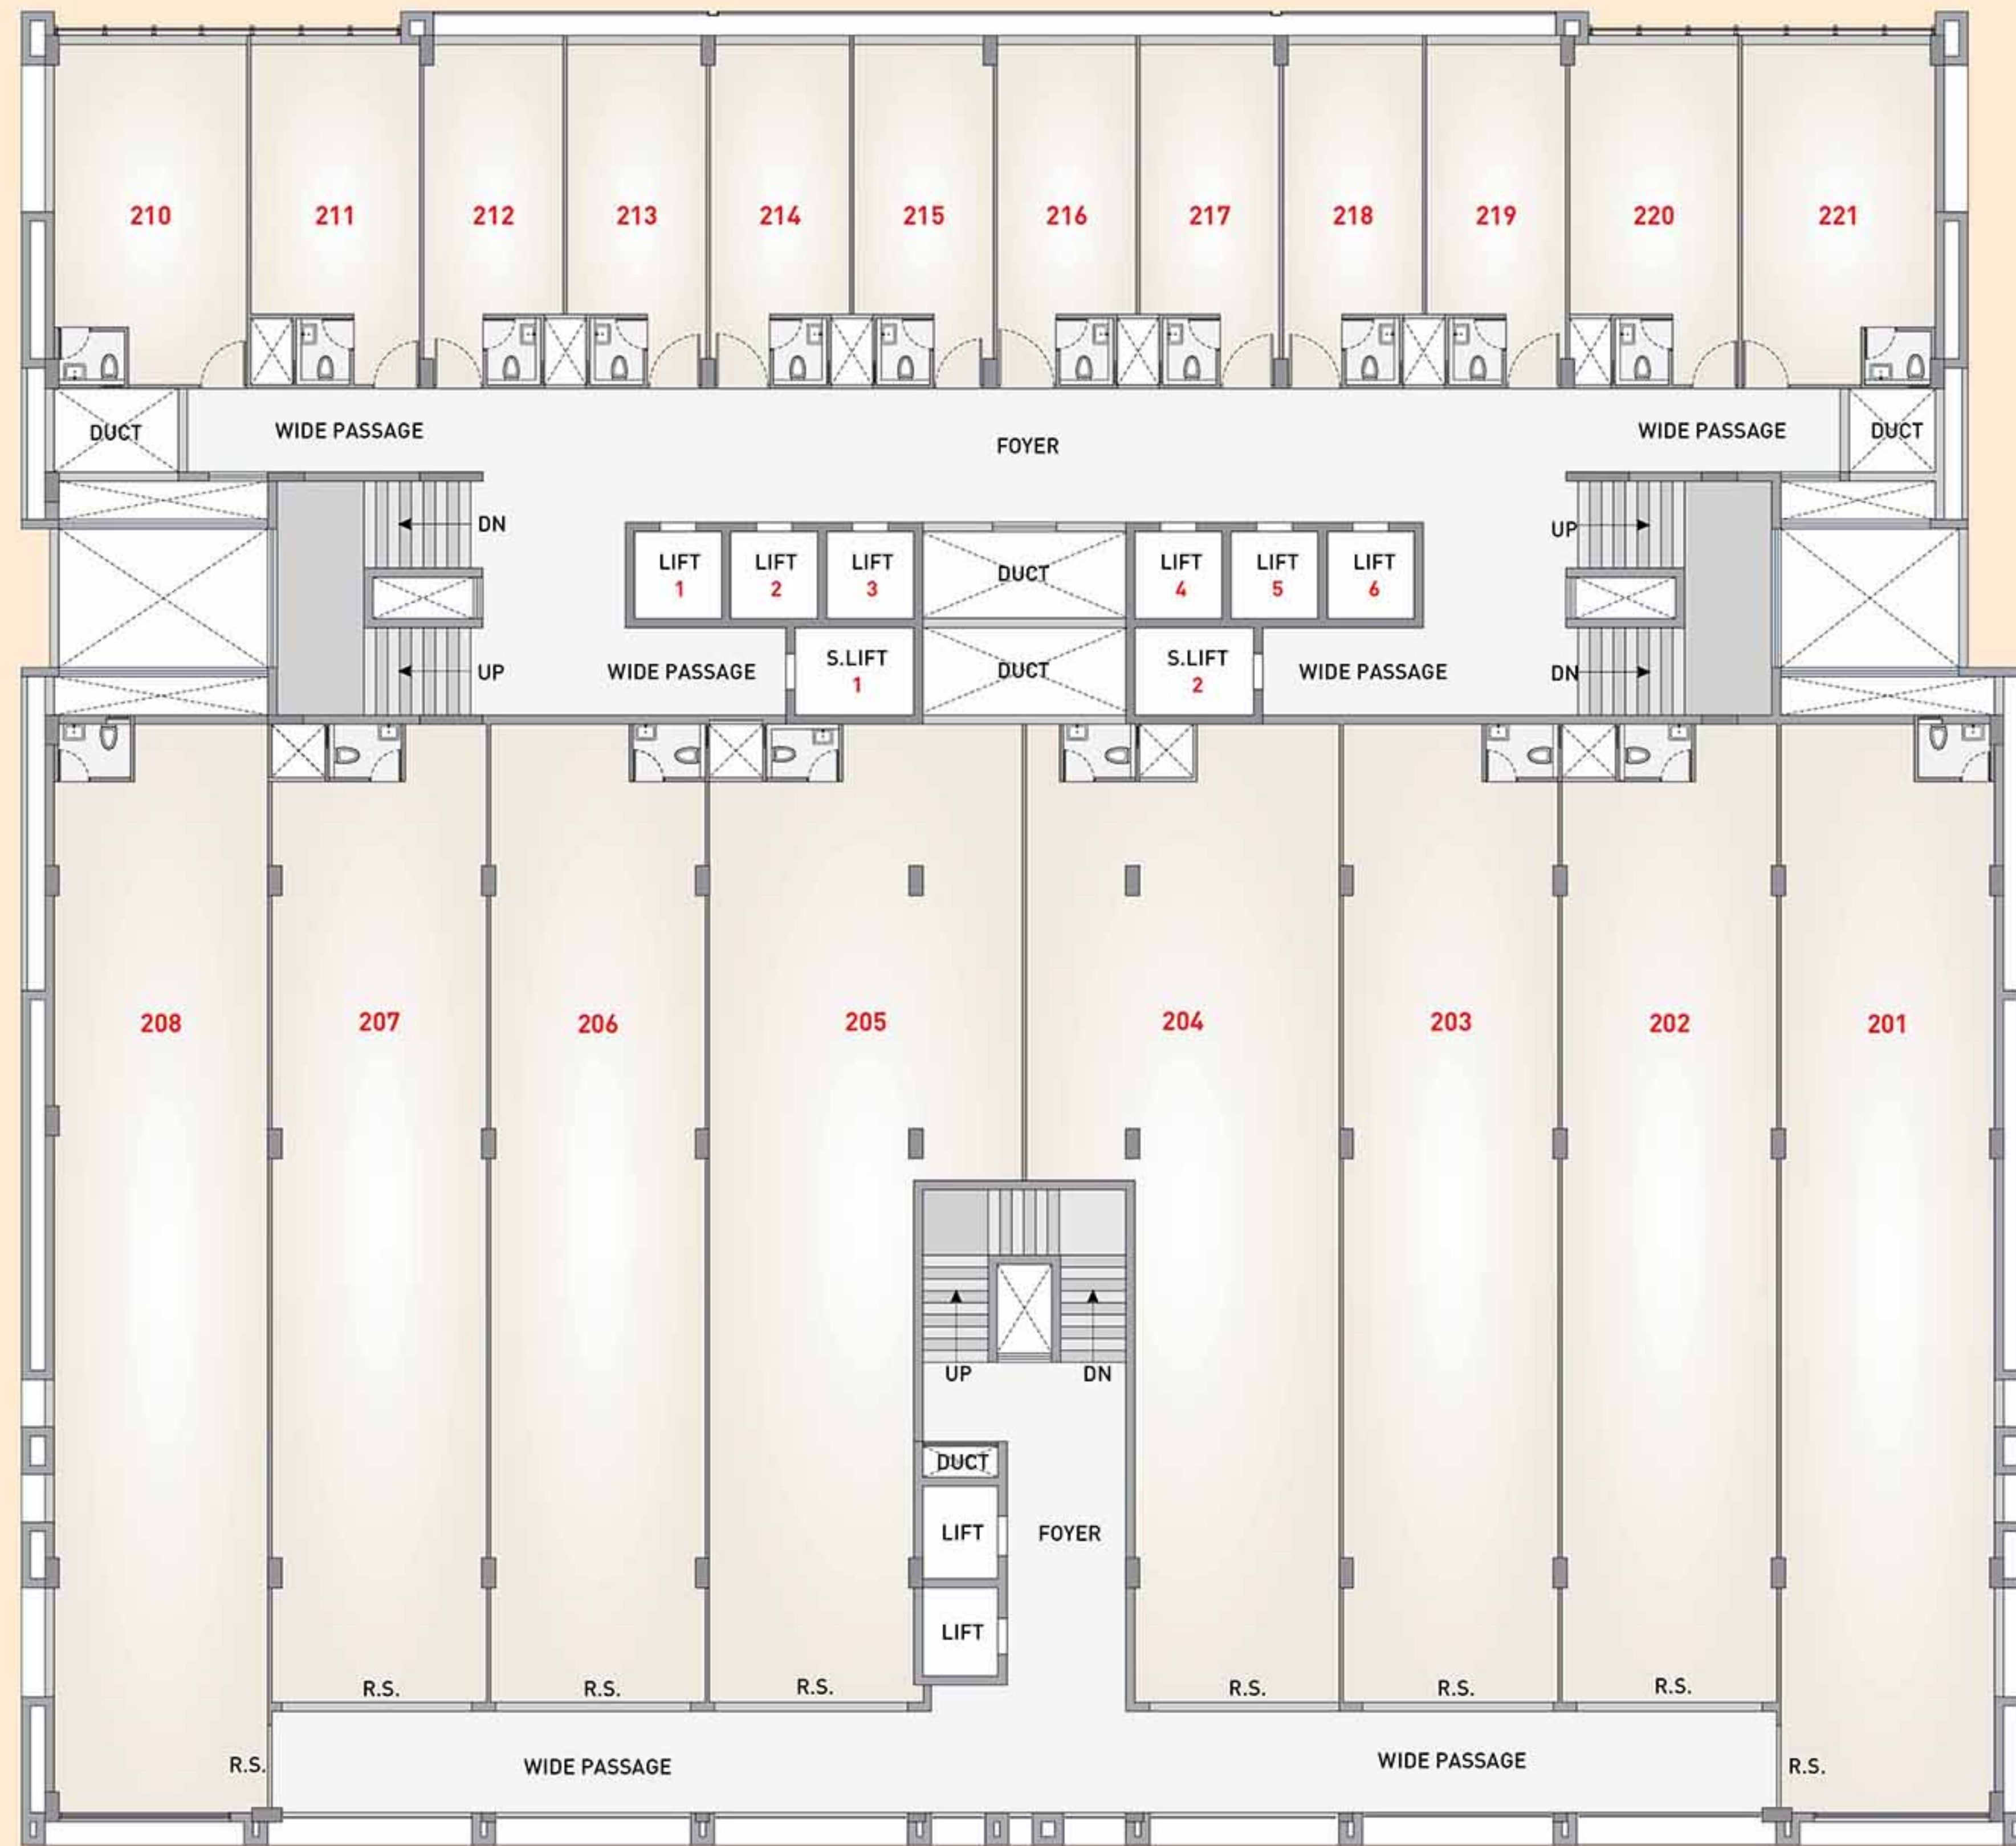 210 211 212 213 214 215 216 217 218 219 220 221
DUCT WIDE PASSAGE FOYER WIDE PASSAGE DUCT
DN UP
LIFT 1
LIFT 2
LIFT 3
DUCT
LIFT 4
LIFT 5
LIFT 6
UP WIDE PASSAGE
S.LIFT 1
DUCT
S.LIFT 2
WIDE PASSAGE DN
208 207 206 205 204 203 202 201
UP DN
DUCT
LIFT FOYER
LIFT
R.S. R.S. R.S. R.S. R.S. R.S.
R.S. WIDE PASSAGE WIDE PASSAGE R.S.